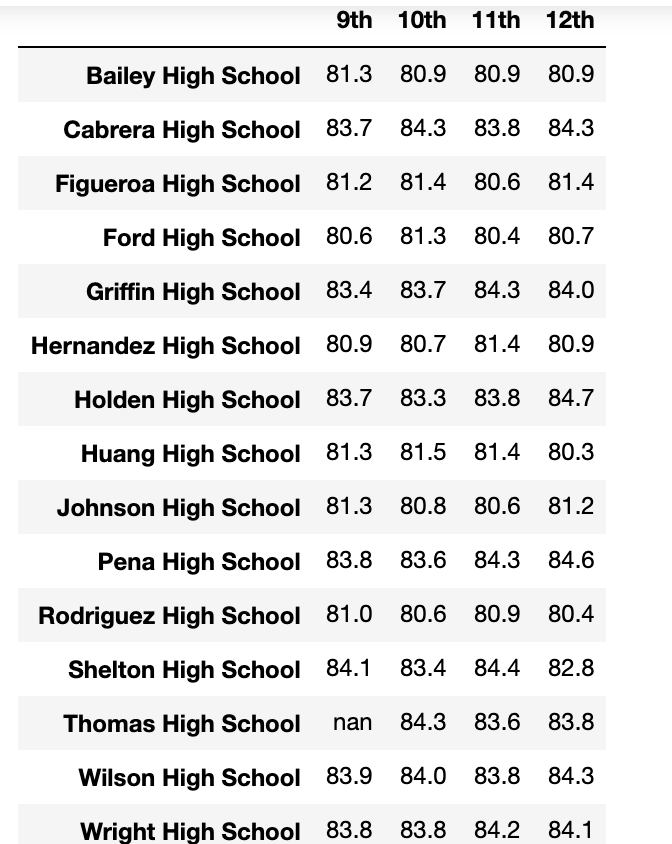 9th 10th 11th 12th
Bailey High School 81.3 80.9 80.9 80.9
Cabrera High School 83.7 84.3 83.8 84.3
Figueroa High School 81.2 81.4 80.6 81.4
Ford High School 80.6 81.3 80.4 80.7
Griffin High School 83.4 83.7 84.3 84.0
Hernandez High School 80.9 80.7 81.4 80.9
Holden High School 83.7 83.3 83.8 84.7
Huang High School 81.3 81.5 81.4 80.3
Johnson High School 81.3 80.8 80.6 81.2
Pena High School 83.8 83.6 84.3 84.6
Rodriguez High School 81.0 80.6 80.9 80.4
Shelton High School 84.1 83.4 84.4 82.8
Thomas High School nan 84.3 83.6 83.8
Wilson High School 83.9 84.0 83.8 84.3
Wright High School 83.8 83.8 84.2 84.1